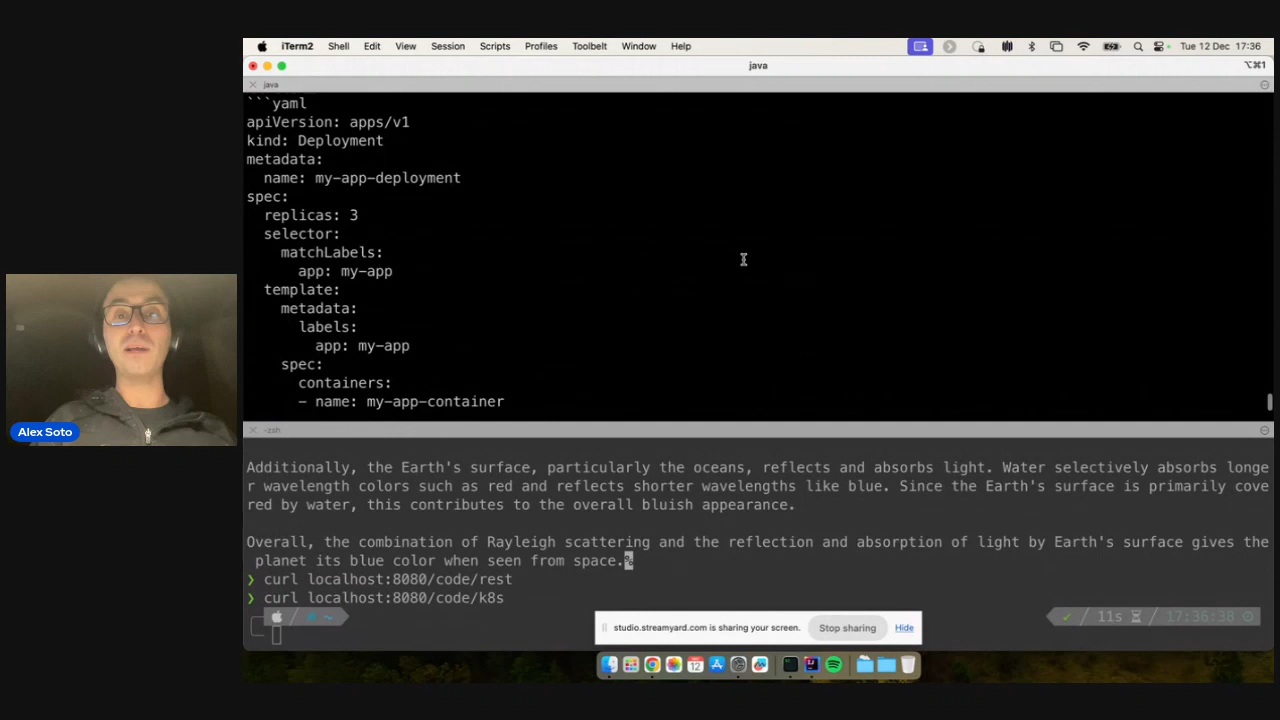 iTerm2 Shell Edit View Session Scripts Profiles Toolbelt Window Help Tue 12 Dec 17:36
java ⌥⌘1
java
```yaml
apiVersion: apps/v1
kind: Deployment
metadata:
  name: my-app-deployment
spec:
  replicas: 3
  selector:
    matchLabels:
      app: my-app
  template:
    metadata:
      labels:
        app: my-app
    spec:
      containers:
      - name: my-app-container
Alex Soto
-zsh
Additionally, the Earth's surface, particularly the oceans, reflects and absorbs light. Water selectively absorbs longe
r wavelength colors such as red and reflects shorter wavelengths like blue. Since the Earth's surface is primarily cove
red by water, this contributes to the overall bluish appearance.
Overall, the combination of Rayleigh scattering and the reflection and absorption of light by Earth's surface gives the
 planet its blue color when seen from space.%
❯ curl localhost:8080/code/rest
❯ curl localhost:8080/code/k8s
~ ✔ 11s 17:36:38
studio.streamyard.com is sharing your screen. Stop sharing Hide
12